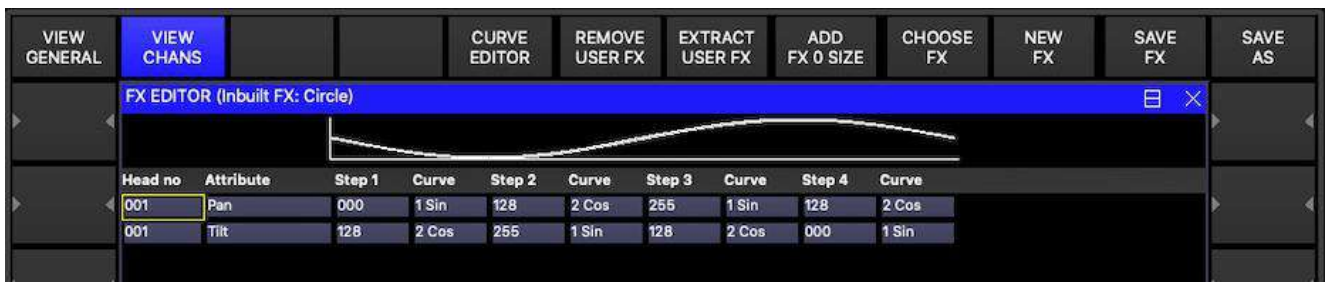 VIEW GENERAL VIEW CHANS CURVE EDITOR REMOVE USER FX EXTRACT USER FX ADD FX 0 SIZE CHOOSE FX NEW FX SAVE FX SAVE AS
FX EDITOR (Inbuilt FX: Circle)
Head no Attribute Step 1 Curve Step 2 Curve Step 3 Curve Step 4 Curve
001 Pan 000 1 Sin 128 2 Cos 255 1 Sin 128 2 Cos
001 Tilt 128 2 Cos 255 1 Sin 128 2 Cos 000 1 Sin